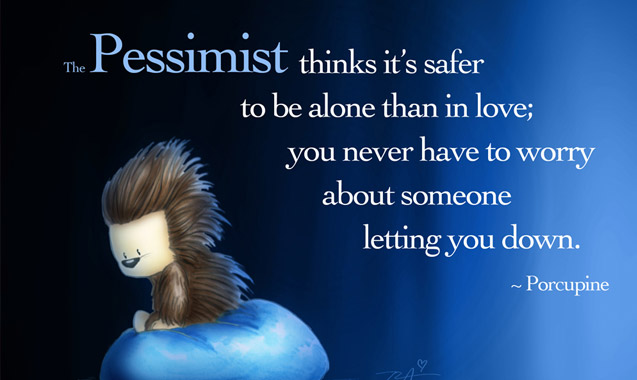 The Pessimist thinks it's safer
to be alone than in love;
you never have to worry
about someone
letting you down.
~ Porcupine